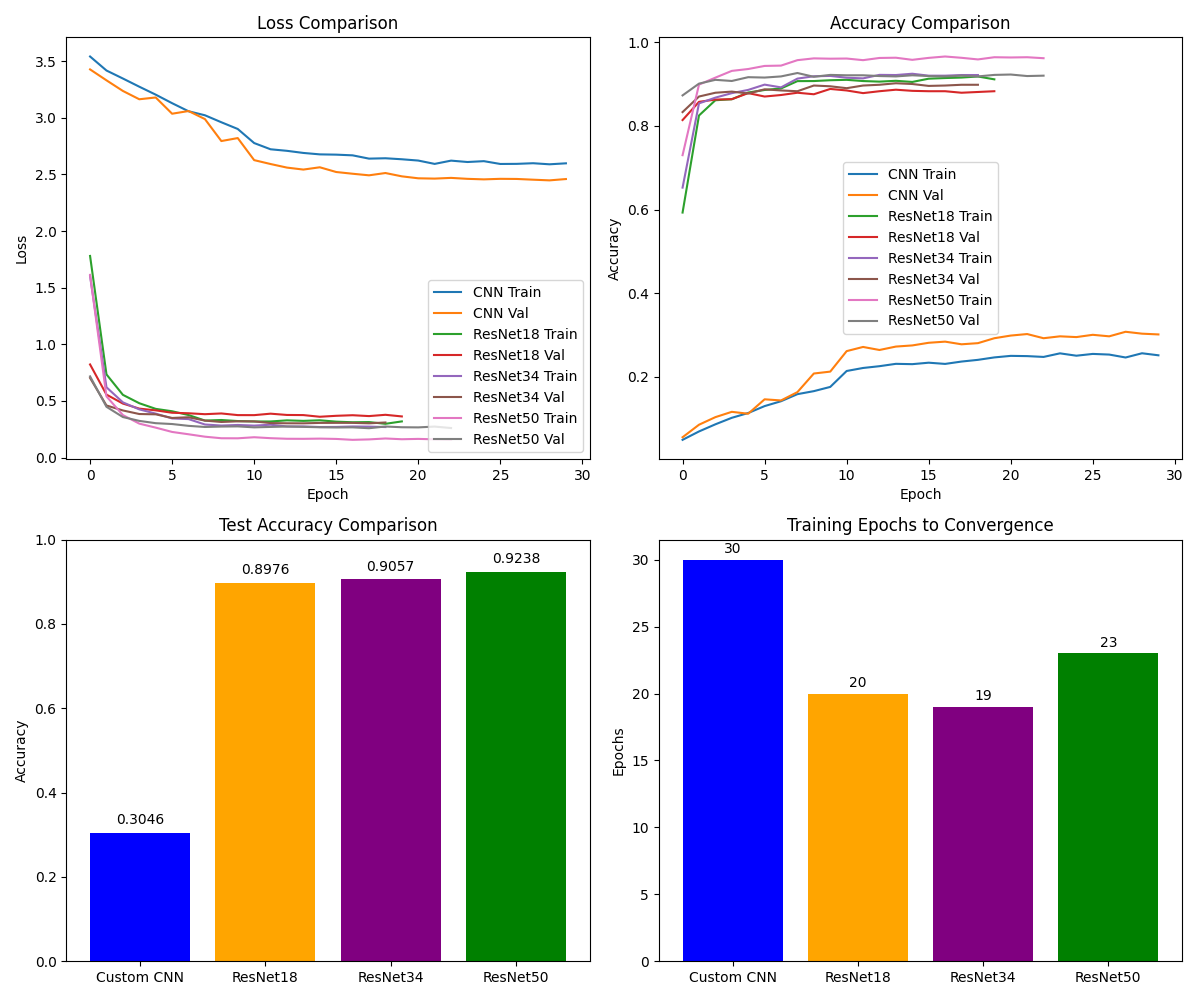 Loss Comparison
Loss
3.5
3.0
2.5
2.0
1.5
1.0
0.5
0.0
0 5 10 15 20 25 30
Epoch
CNN Train
CNN Val
ResNet18 Train
ResNet18 Val
ResNet34 Train
ResNet34 Val
ResNet50 Train
ResNet50 Val
Accuracy Comparison
Accuracy
1.0
0.8
0.6
0.4
0.2
CNN Train
CNN Val
ResNet18 Train
ResNet18 Val
ResNet34 Train
ResNet34 Val
ResNet50 Train
ResNet50 Val
0 5 10 15 20 25 30
Epoch
Test Accuracy Comparison
Accuracy
1.0
0.8
0.6
0.4
0.2
0.0
0.3046
0.8976
0.9057
0.9238
Custom CNN ResNet18 ResNet34 ResNet50
Training Epochs to Convergence
Epochs
30
25
20
15
10
5
0
30
20
19
23
Custom CNN ResNet18 ResNet34 ResNet50